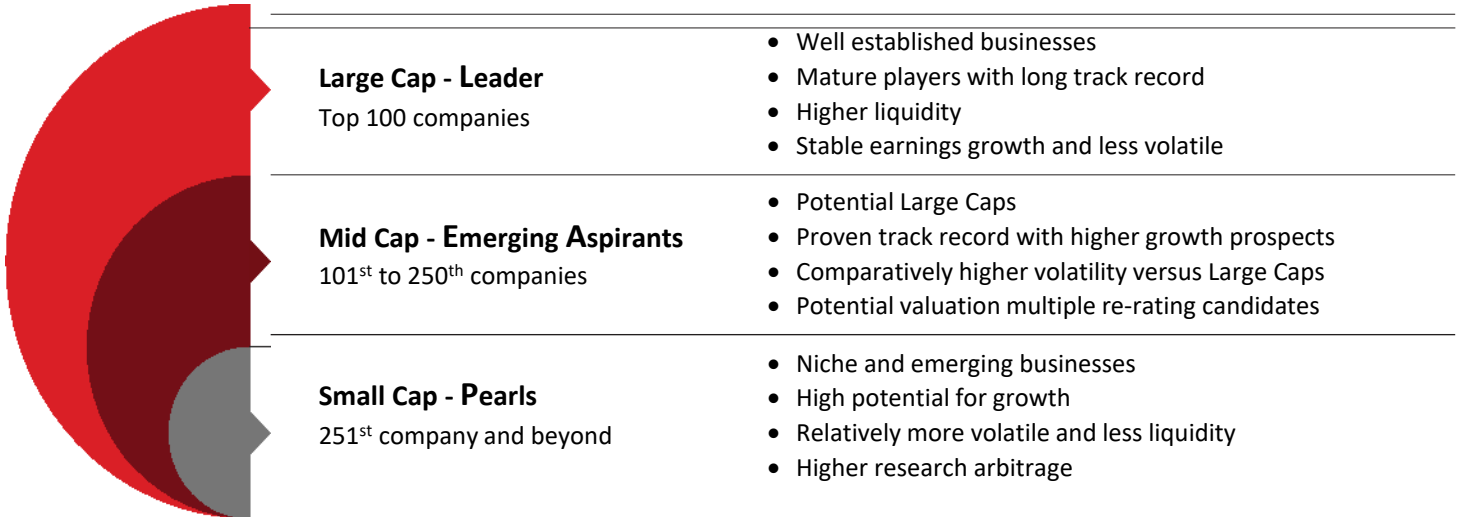 Large Cap - Leader
Top 100 companies
• Well established businesses
• Mature players with long track record
• Higher liquidity
• Stable earnings growth and less volatile
Mid Cap - Emerging Aspirants
101st to 250th companies
• Potential Large Caps
• Proven track record with higher growth prospects
• Comparatively higher volatility versus Large Caps
• Potential valuation multiple re-rating candidates
Small Cap - Pearls
251st company and beyond
• Niche and emerging businesses
• High potential for growth
• Relatively more volatile and less liquidity
• Higher research arbitrage